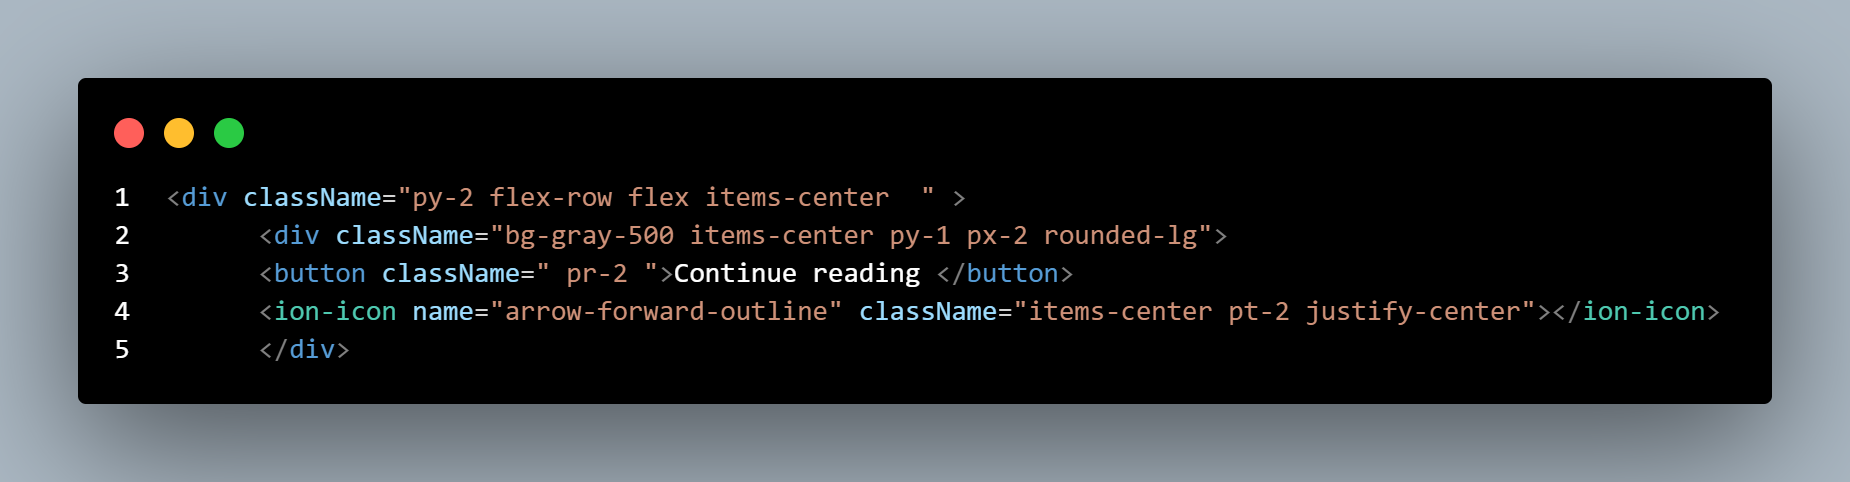 1 <div className="py-2 flex-row flex items-center  " >
2       <div className="bg-gray-500 items-center py-1 px-2 rounded-lg">
3       <button className=" pr-2 ">Continue reading </button>
4       <ion-icon name="arrow-forward-outline" className="items-center pt-2 justify-center"></ion-icon>
5       </div>